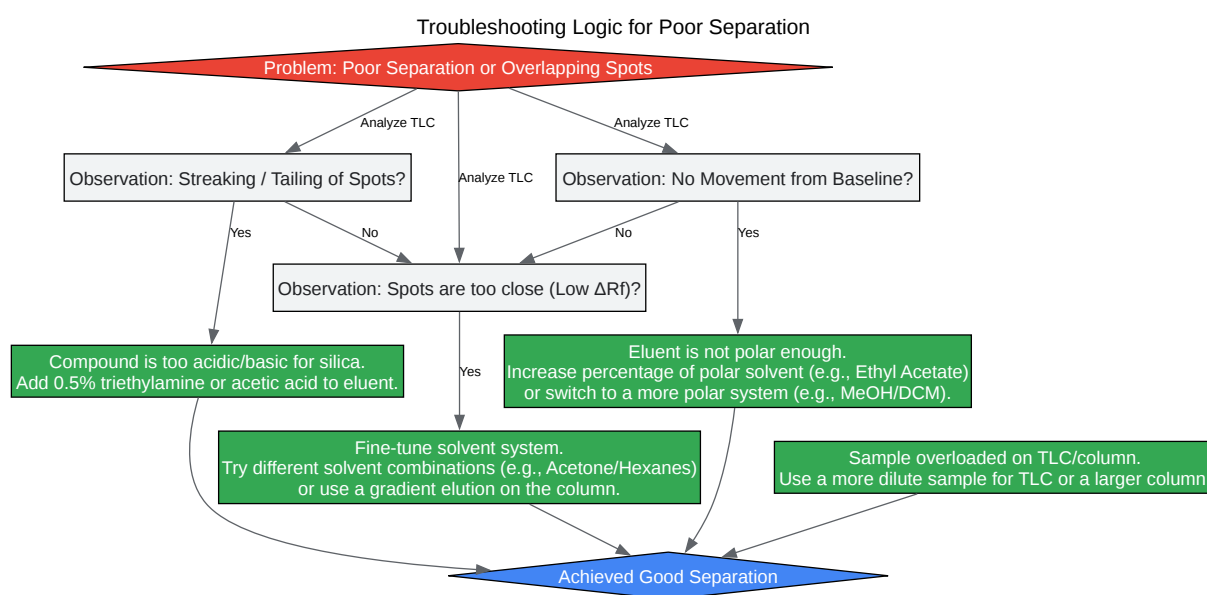 Troubleshooting Logic for Poor Separation
Problem: Poor Separation or Overlapping Spots
Analyze TLC
Analyze TLC
Analyze TLC
Observation: Streaking / Tailing of Spots?
Observation: No Movement from Baseline?
Yes
No
No
Yes
Observation: Spots are too close (Low ΔRf)?
Compound is too acidic/basic for silica.
Add 0.5% triethylamine or acetic acid to eluent.
Yes
Eluent is not polar enough.
Increase percentage of polar solvent (e.g., Ethyl Acetate)
or switch to a more polar system (e.g., MeOH/DCM).
Fine-tune solvent system.
Try different solvent combinations (e.g., Acetone/Hexanes)
or use a gradient elution on the column.
Sample overloaded on TLC/column.
Use a more dilute sample for TLC or a larger column
Achieved Good Separation